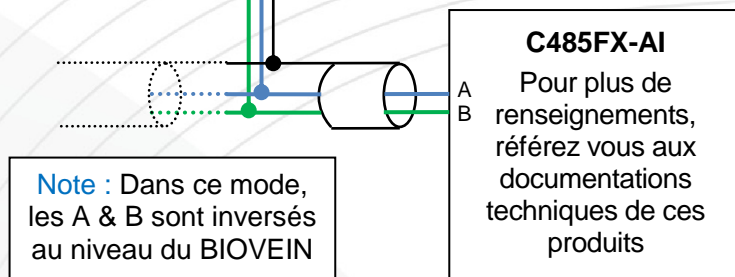 C485FX-AI
Pour plus de
renseignements,
référez vous aux
documentations
techniques de ces
produits
A
B
Note : Dans ce mode,
les A & B sont inversés
au niveau du BIOVEIN